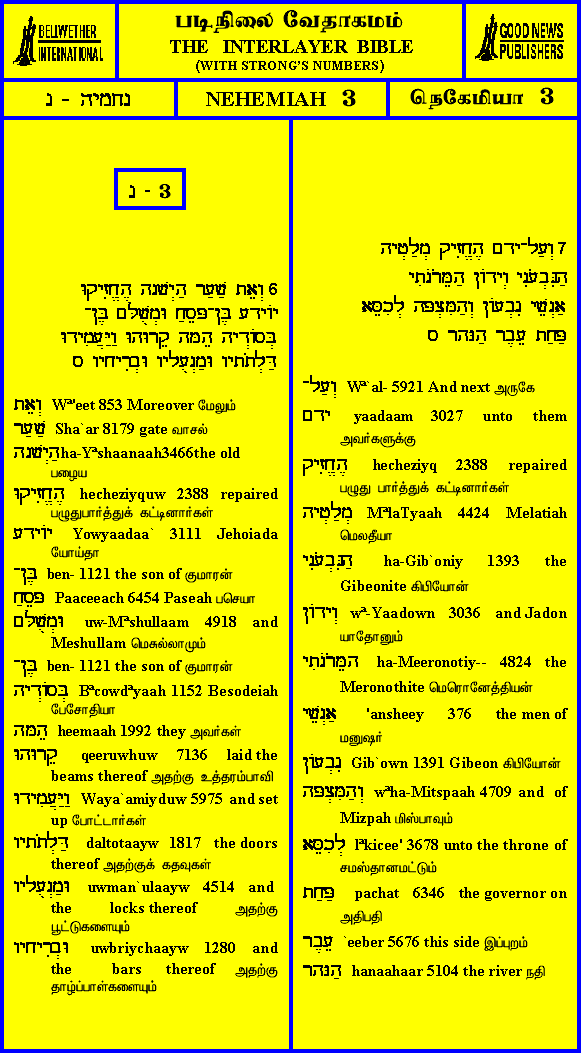 BELLWETHER
INTERNATIONAL
படிநிலை வேதாகமம்
THE INTERLAYER BIBLE
(WITH STRONG'S NUMBERS)
GOOD NEWS
PUBLISHERS
נחמיה - נ
NEHEMIAH 3
நெகேமியா 3
3 - נ
6 וְאֵת שַׁעַר הַיְשָׁנָה הֶחֱזִיקוּ
יוֹיָדָע בֶּן־פָּסֵחַ וּמְשֻׁלָּם בֶּן־
בְּסוֹדְיָה הֵמָּה קֵרוּהוּ וַיַּעֲמִידוּ
דַּלְתֹתָיו וּמַנְעֻלָיו וּבְרִיחָיו ס
וְאֵת Wª'eet 853 Moreover மேலும்
שַׁעַר Sha`ar 8179 gate வாசல்
הַיְשָׁנָה ha-Yªshaanaah3466the old
பழைய
הֶחֱזִיקוּ hecheziyquw 2388 repaired
பழுதுபார்த்துக் கட்டினார்கள்
יוֹיָדָע Yowyaadaa` 3111 Jehoiada
யோய்தா
בֶּן־ ben- 1121 the son of குமாரன்
פָּסֵחַ Paaceeach 6454 Paseah பசெயா
וּמְשֻׁלָּם uw-Mªshullaam 4918 and
Meshullam மெசுல்லாமும்
בֶּן־ ben- 1121 the son of குமாரன்
בְּסוֹדְיָה Bªcowdªyaah 1152 Besodeiah
பேசோதியா
הֵמָּה heemaah 1992 they அவர்கள்
קֵרוּהוּ qeeruwhuw 7136 laid the
beams thereof அதற்கு உத்தரம்பாவி
וַיַּעֲמִידוּ Waya`amiyduw 5975 and set
up போட்டார்கள்
דַּלְתֹתָיו daltotaayw 1817 the doors
thereof அதற்குக் கதவுகள்
וּמַנְעֻלָיו uwman`ulaayw 4514 and
the locks thereof அதற்கு
பூட்டுகளையும்
וּבְרִיחָיו uwbriychaayw 1280 and
the bars thereof அதற்கு
தாழ்ப்பாள்களையும்
7 וְעַל־יָדָם הֶחֱזִיק מְלַטְיָה
הַגִּבְעֹנִי וְיָדוֹן הַמֵּרֹנֹתִי
אַנְשֵׁי גִבְעוֹן וְהַמִּצְפָּה לְכִסֵּא
פַּחַת עֵבֶר הַנָּהָר ס
וְעַל־ Wª`al- 5921 And next அருகே
יָדָם yaadaam 3027 unto them
அவர்களுக்கு
הֶחֱזִיק hecheziyq 2388 repaired
பழுது பார்த்துக் கட்டினார்கள்
מְלַטְיָה MªlaTyaah 4424 Melatiah
மெலதீயா
הַגִּבְעֹנִי ha-Gib`oniy 1393 the
Gibeonite கிபியோன்
וְיָדוֹן wª-Yaadown 3036 and Jadon
யாதோனும்
הַמֵּרֹנֹתִי ha-Meeronotiy-- 4824 the
Meronothite மெரொனேத்தியன்
אַנְשֵׁי 'ansheey 376 the men of
மனுஷர்
גִבְעוֹן Gib`own 1391 Gibeon கிபியோன்
וְהַמִּצְפָּה wªha-Mitspaah 4709 and of
Mizpah மிஸ்பாவும்
לְכִסֵּא lªkicee' 3678 unto the throne of
சமஸ்தானமட்டும்
פַּחַת pachat 6346 the governor on
அதிபதி
עֵבֶר `eeber 5676 this side இப்புறம்
הַנָּהָר hanaahaar 5104 the river நதி